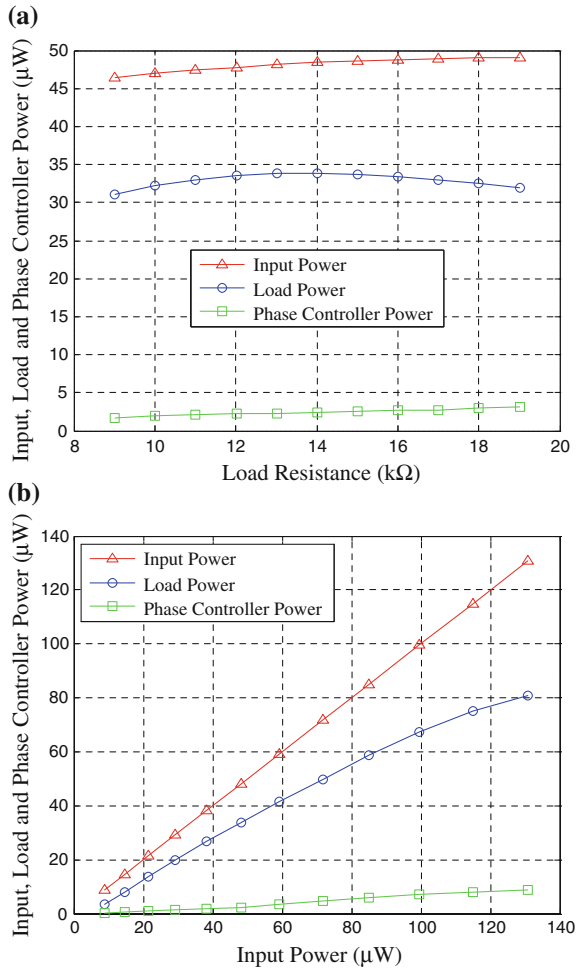 (a)
Input, Load and Phase Controller Power (µW)
50
45
40
35
30
25
20
15
10
5
0
Input Power
Load Power
Phase Controller Power
8 10 12 14 16 18 20
Load Resistance (kΩ)
(b)
Input, Load and Phase Controller Power (µW)
140
120
100
80
60
40
20
0
Input Power
Load Power
Phase Controller Power
0 20 40 60 80 100 120 140
Input Power (µW)